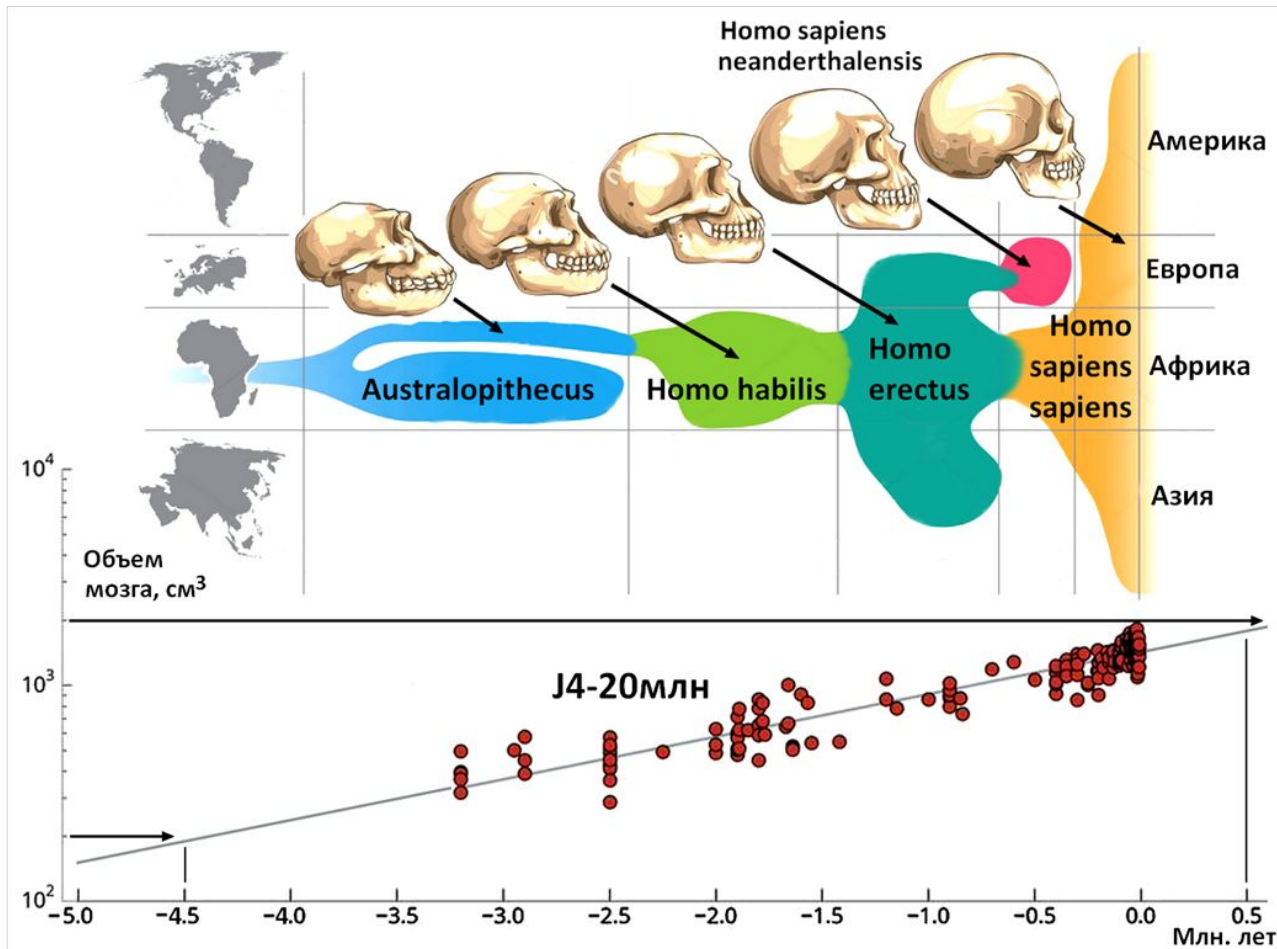 Homo sapiens
neanderthalensis
Америка
Европа
Australopithecus
Homo habilis
Homo
erectus
Homo
sapiens
sapiens
Африка
Азия
10⁴
Объем
мозга, см³
J4-20млн
10³
10²
-5.0 -4.5 -4.0 -3.5 -3.0 -2.5 -2.0 -1.5 -1.0 -0.5 0.0 0.5
Млн. лет